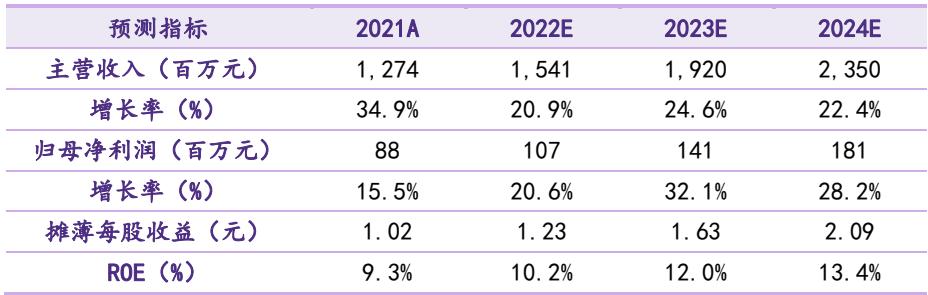 预测指标 2021A 2022E 2023E 2024E
主营收入（百万元） 1,274 1,541 1,920 2,350
增长率（%） 34.9% 20.9% 24.6% 22.4%
归母净利润（百万元） 88 107 141 181
增长率（%） 15.5% 20.6% 32.1% 28.2%
摊薄每股收益（元） 1.02 1.23 1.63 2.09
ROE（%） 9.3% 10.2% 12.0% 13.4%